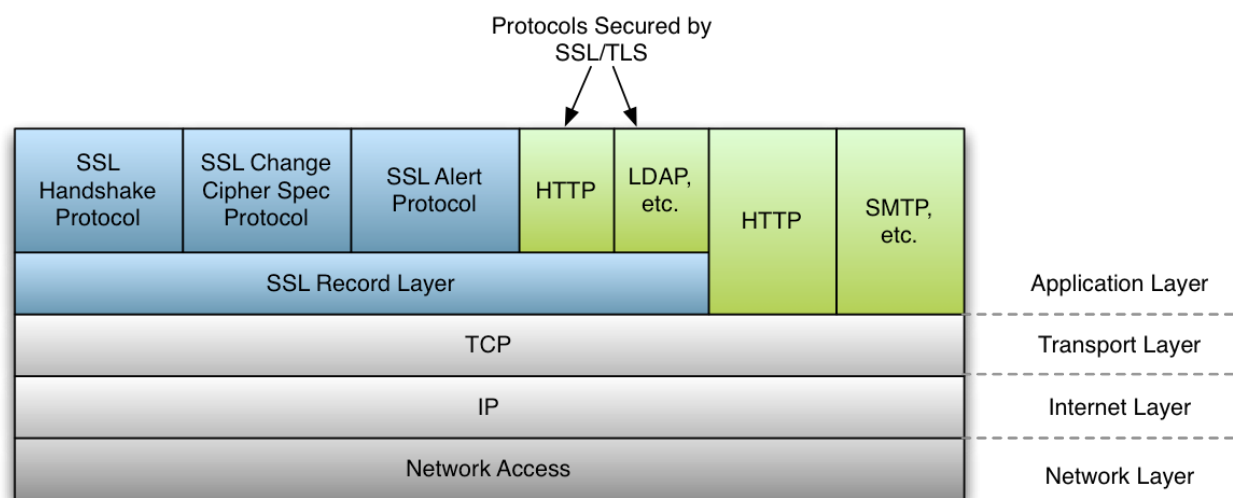 Protocols Secured by
SSL/TLS
SSL
Handshake
Protocol
SSL Change
Cipher Spec
Protocol
SSL Alert
Protocol
HTTP
LDAP,
etc.
HTTP
SMTP,
etc.
SSL Record Layer
Application Layer
TCP
Transport Layer
IP
Internet Layer
Network Access
Network Layer